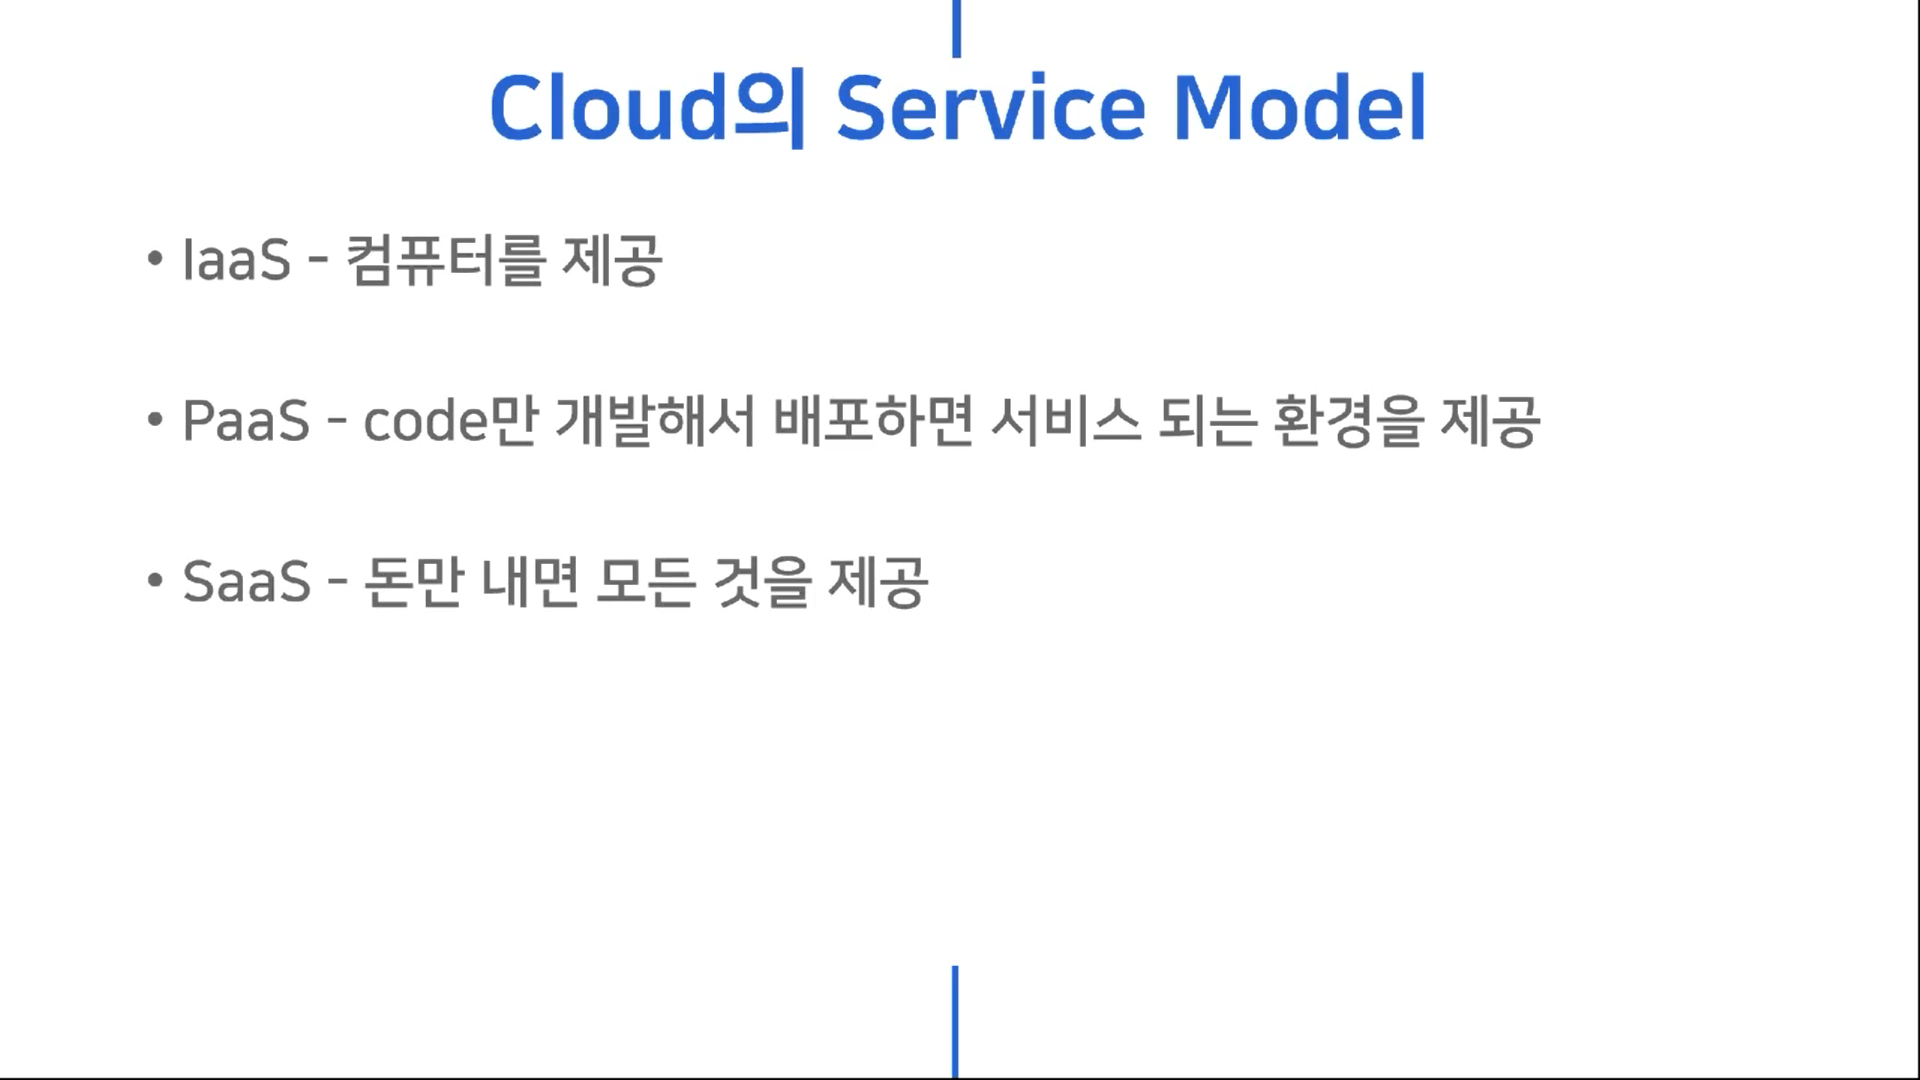 Cloud의 Service Model
• IaaS - 컴퓨터를 제공
• PaaS - code만 개발해서 배포하면 서비스 되는 환경을 제공
• SaaS - 돈만 내면 모든 것을 제공